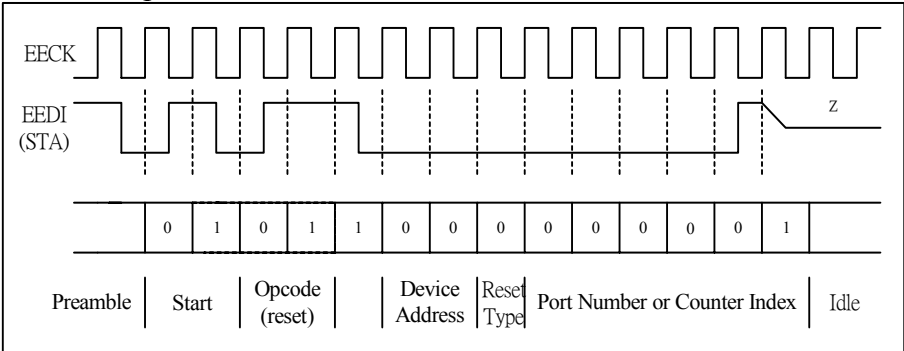 EECK
EEDI
(STA)
Z
0 1 0 1 1 0 0 0 0 0 0 0 0 1
Preamble Start Opcode (reset) Device Address Reset Type Port Number or Counter Index Idle